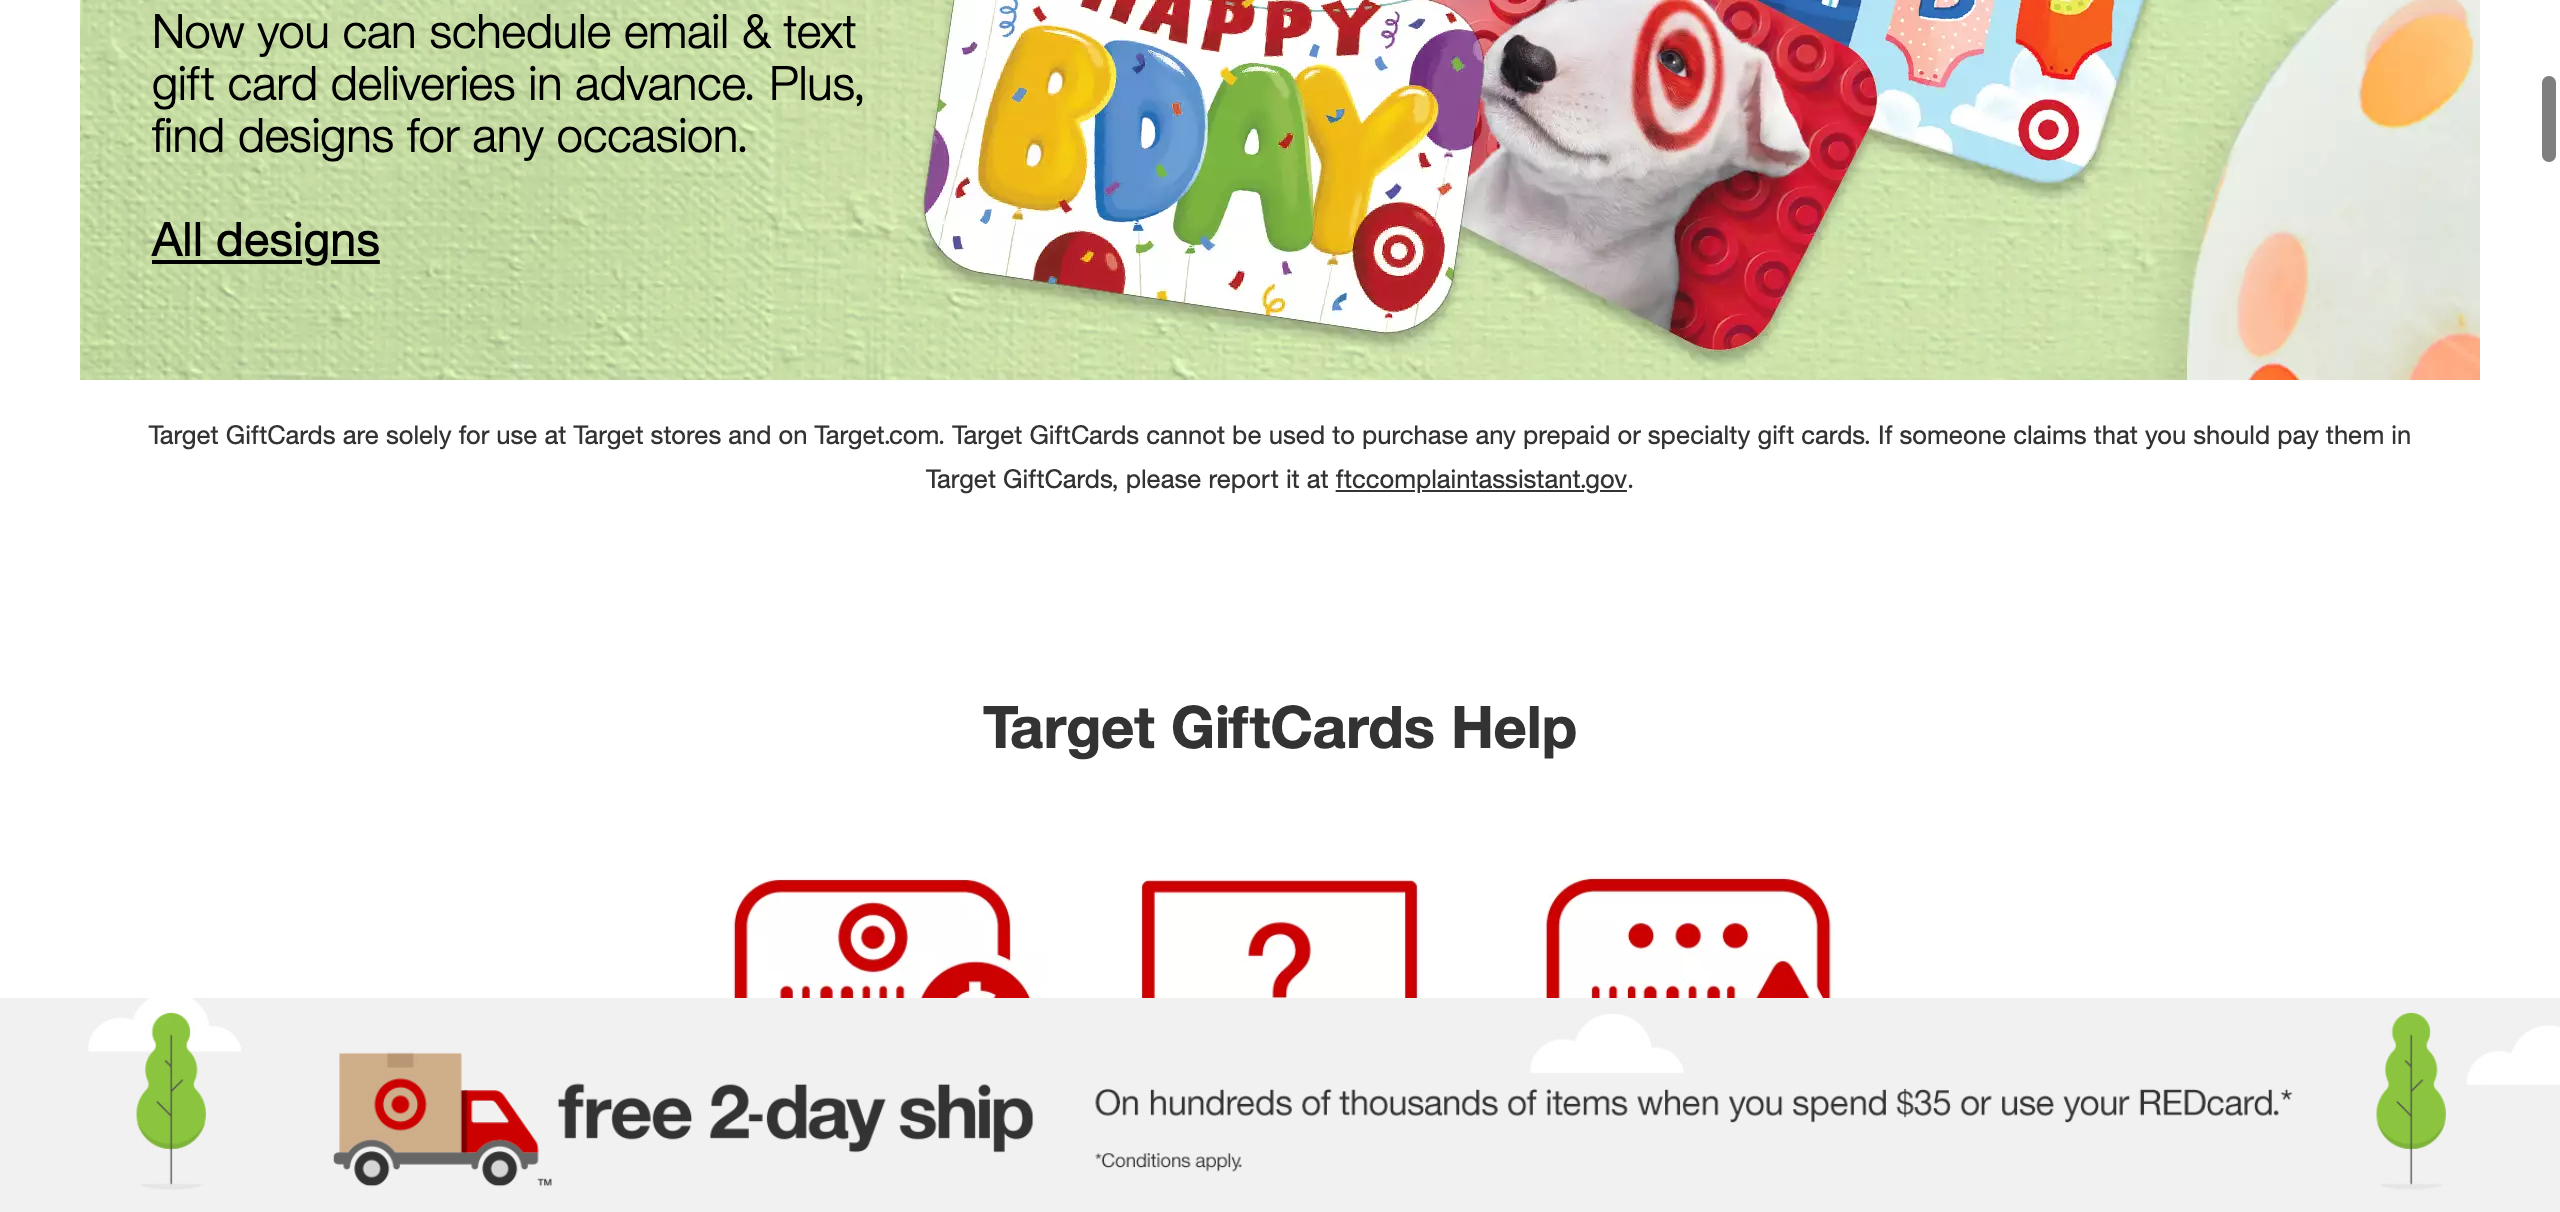 Now you can schedule email & text
gift card deliveries in advance. Plus,
find designs for any occasion.
All designs
HAPPY
BDAY
Target GiftCards are solely for use at Target stores and on Target.com. Target GiftCards cannot be used to purchase any prepaid or specialty gift cards. If someone claims that you should pay them in
Target GiftCards, please report it at ftccomplaintassistant.gov.
Target GiftCards Help
?
free 2-day ship
TM
On hundreds of thousands of items when you spend $35 or use your REDcard.*
*Conditions apply.